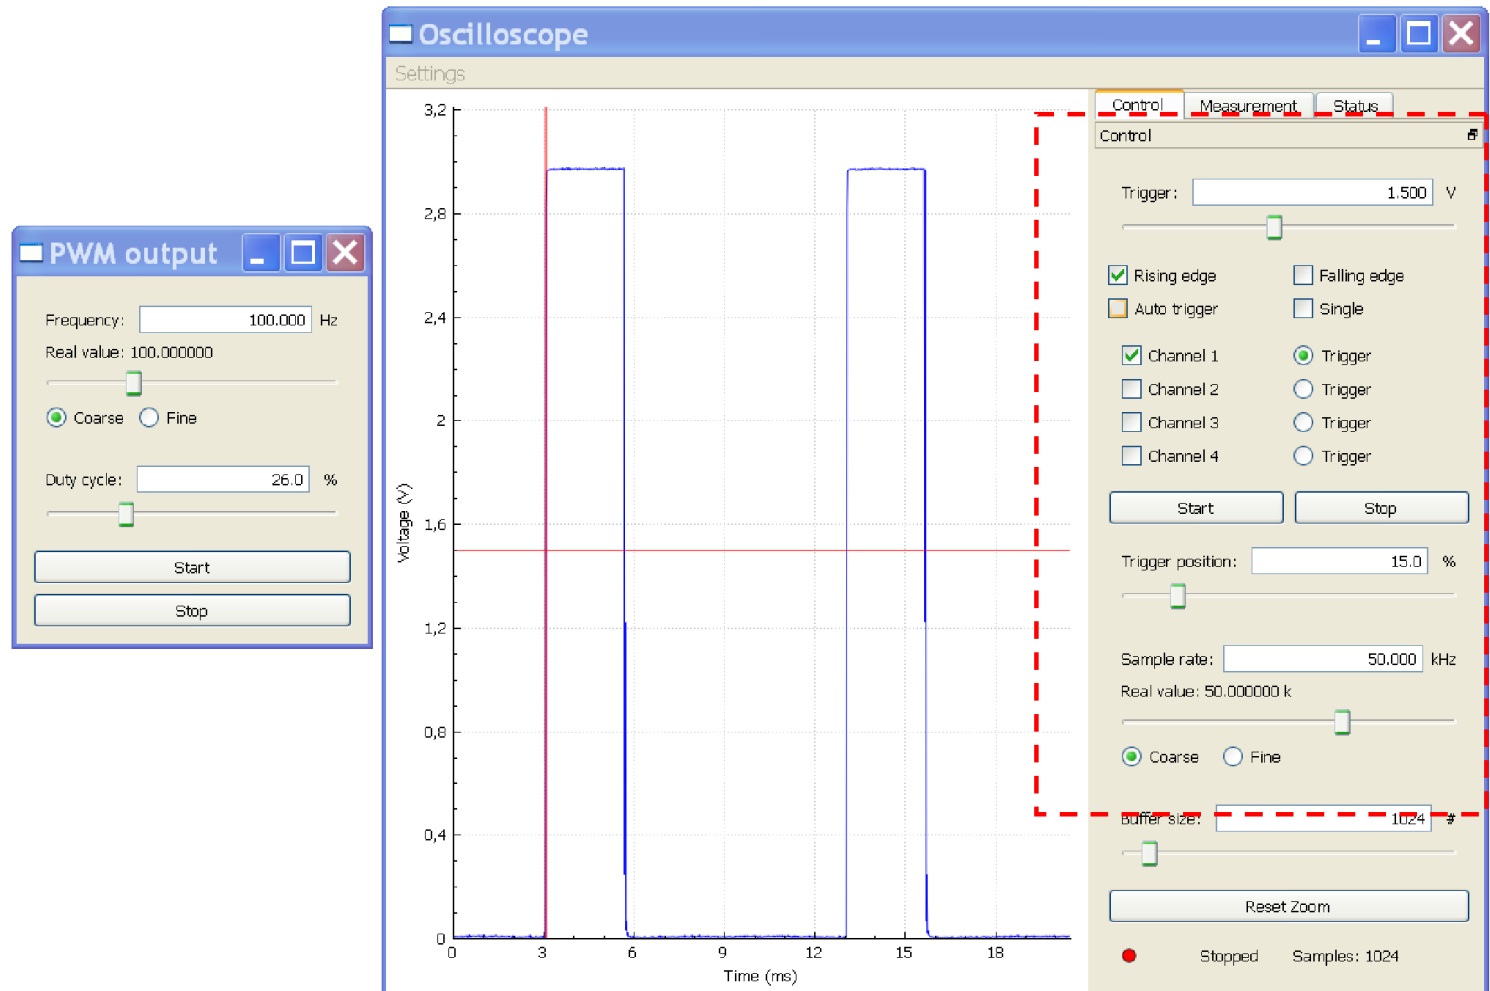 PWM output
Frequency: 100.000 Hz
Real value: 100.000000
Coarse Fine
Duty cycle: 26.0 %
Start
Stop
Oscilloscope
Settings
3,2
2,8
2,4
2
1,6
1,2
0,8
0,4
0
Voltage (V)
0 3 6 9 12 15 18
Time (ms)
Control Measurement Status
Control
Trigger: 1.500 V
Rising edge Falling edge
Auto trigger Single
Channel 1 Trigger
Channel 2 Trigger
Channel 3 Trigger
Channel 4 Trigger
Start Stop
Trigger position: 15.0 %
Sample rate: 50.000 kHz
Real value: 50.000000 k
Coarse Fine
Buffer size: 1024 #
Reset Zoom
Stopped Samples: 1024